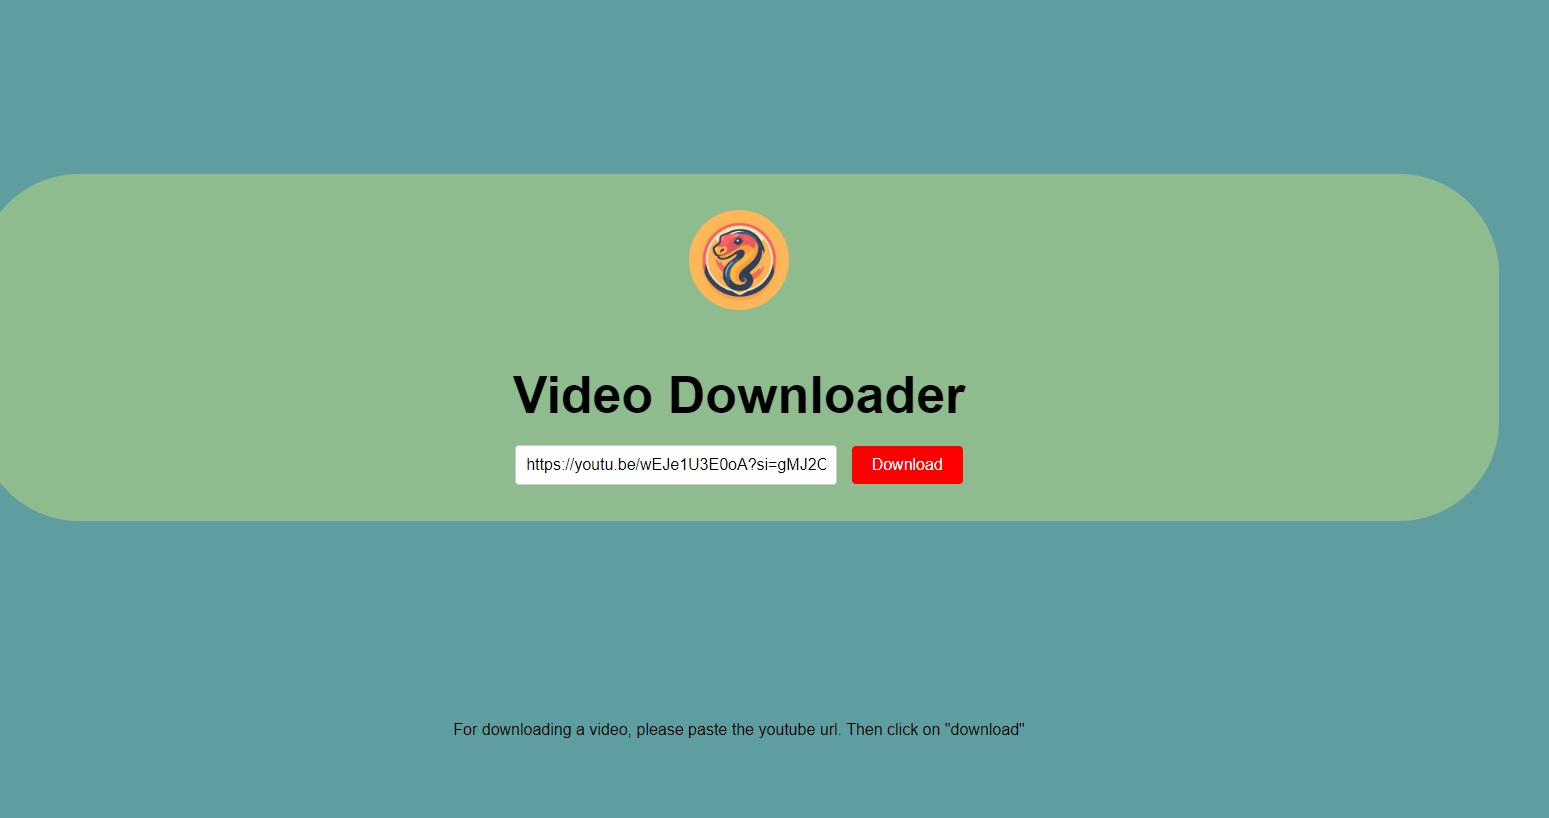 Video Downloader
https://youtu.be/wEJe1U3E0oA?si=gMJ2C
Download
For downloading a video, please paste the youtube url. Then click on "download"